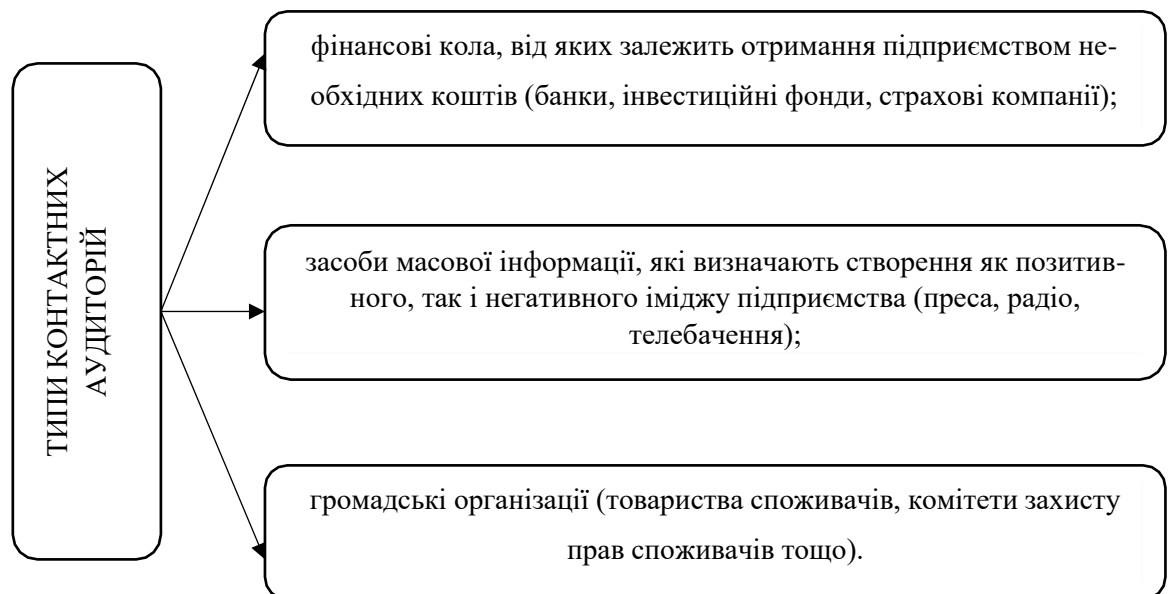 ТИПИ КОНТАКТНИХ
АУДИТОРІЙ
фінансові кола, від яких залежить отримання підприємством не-
обхідних коштів (банки, інвестиційні фонди, страхові компанії);
засоби масової інформації, які визначають створення як позитив-
ного, так і негативного іміджу підприємства (преса, радіо,
телебачення);
громадські організації (товариства споживачів, комітети захисту
прав споживачів тощо).